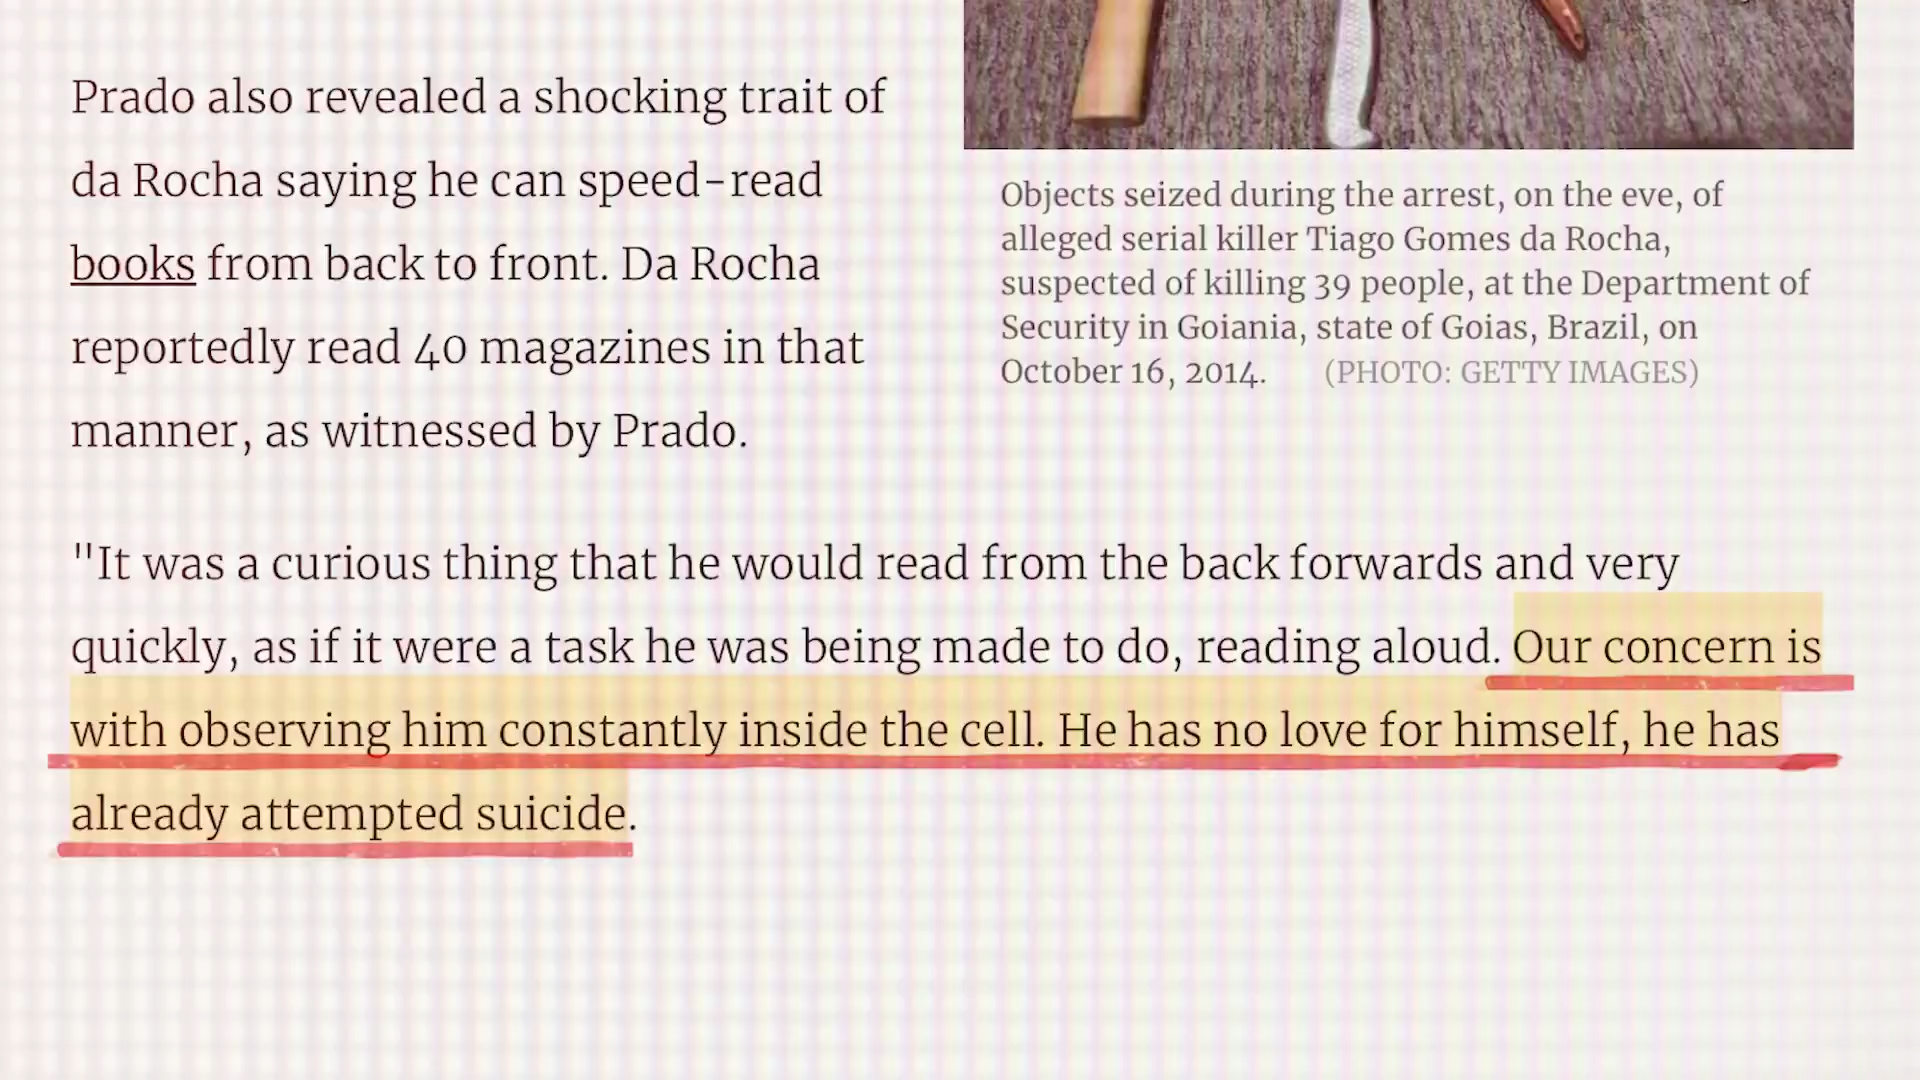 Prado also revealed a shocking trait of
da Rocha saying he can speed-read
books from back to front. Da Rocha
reportedly read 40 magazines in that
manner, as witnessed by Prado.
Objects seized during the arrest, on the eve, of
alleged serial killer Tiago Gomes da Rocha,
suspected of killing 39 people, at the Department of
Security in Goiania, state of Goias, Brazil, on
October 16, 2014. (PHOTO: GETTY IMAGES)
"It was a curious thing that he would read from the back forwards and very
quickly, as if it were a task he was being made to do, reading aloud. Our concern is
with observing him constantly inside the cell. He has no love for himself, he has
already attempted suicide.